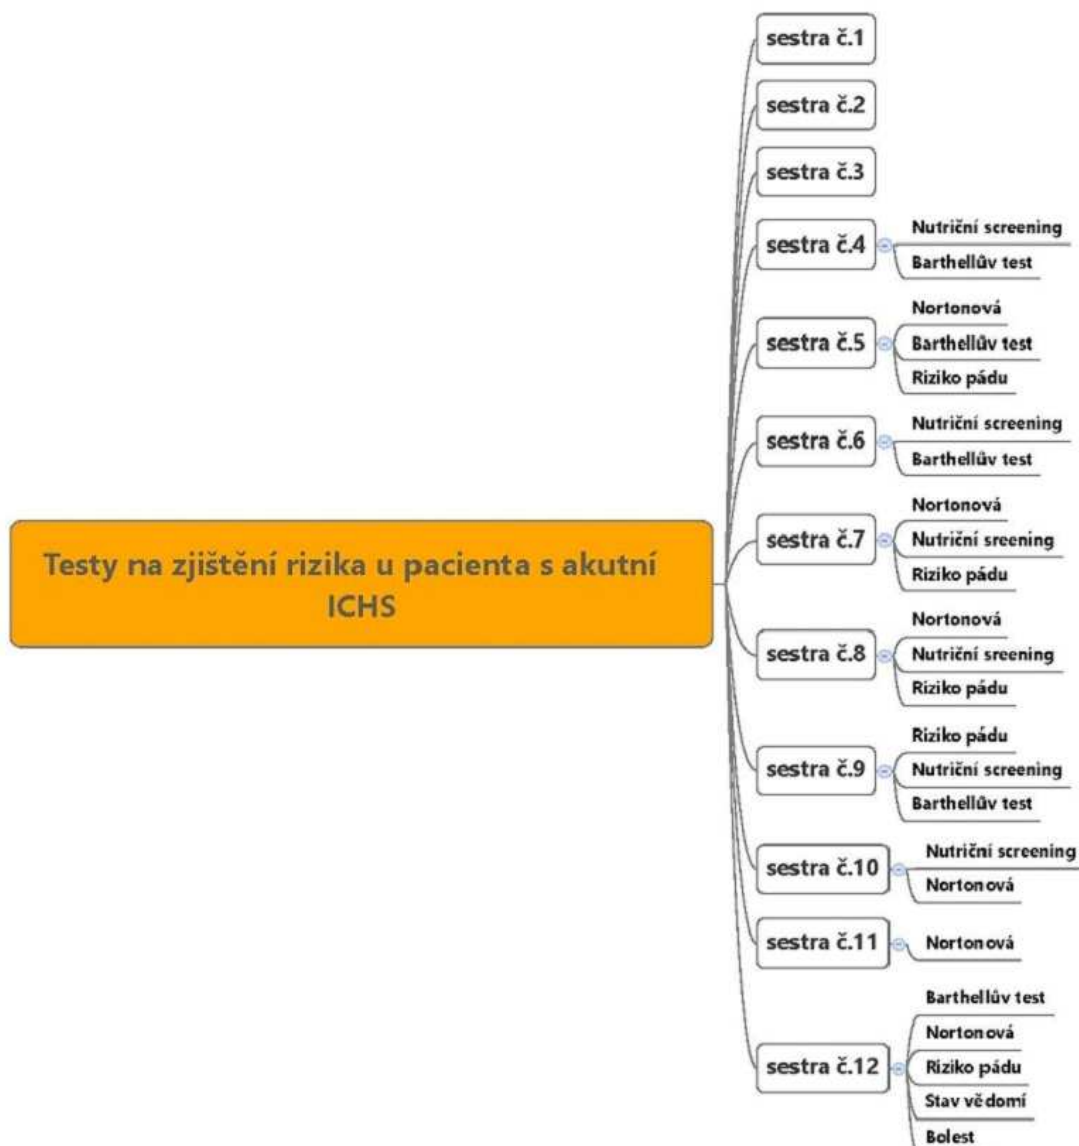 Testy na zjištění rizika u pacienta s akutní
ICHS
sestra č.1
sestra č.2
sestra č.3
sestra č.4
Nutriční screening
Barthellův test
sestra č.5
Nortonová
Barthellův test
Riziko pádu
sestra č.6
Nutriční screening
Barthellův test
sestra č.7
Nortonová
Nutriční sreening
Riziko pádu
sestra č.8
Nortonová
Nutriční sreening
Riziko pádu
sestra č.9
Riziko pádu
Nutriční screening
Barthellův test
sestra č.10
Nutriční screening
Nortonová
sestra č.11
Nortonová
sestra č.12
Barthellův test
Nortonová
Riziko pádu
Stav vědomí
Bolest